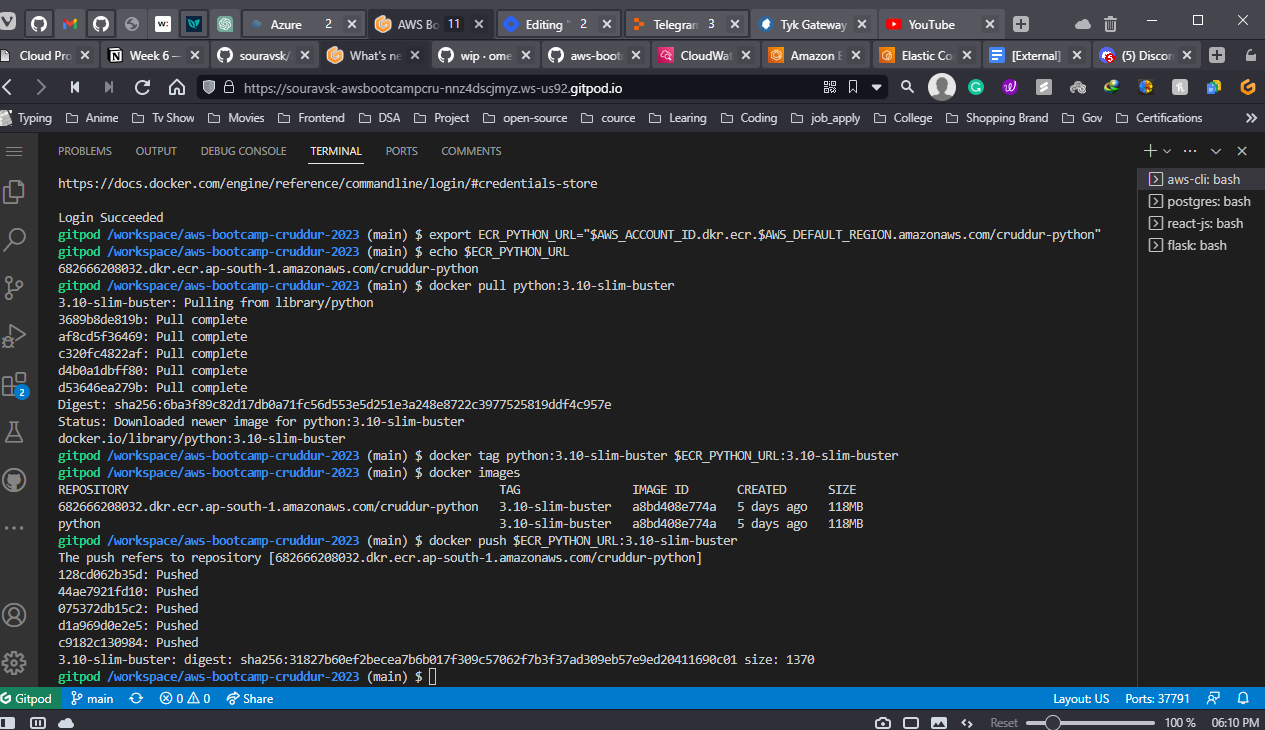 Azure 2 AWS Bo 11 Editing " 2 Telegran 3 Tyk Gateway YouTube
Cloud Pro Week 6 — souravsk/ What's ne wip · ome aws-boot CloudWat Amazon E Elastic Co [External] (5) Discor
https://souravsk-awsbootcampcru-nnz4dscjmyz.ws-us92.gitpod.io
Typing Anime Tv Show Movies Frontend DSA Project open-source cource Learing Coding job_apply College Shopping Brand Gov Certifications
PROBLEMS OUTPUT DEBUG CONSOLE TERMINAL PORTS COMMENTS
aws-cli: bash
postgres: bash
react-js: bash
flask: bash
https://docs.docker.com/engine/reference/commandline/login/#credentials-store
Login Succeeded
gitpod /workspace/aws-bootcamp-cruddur-2023 (main) $ export ECR_PYTHON_URL="$AWS_ACCOUNT_ID.dkr.ecr.$AWS_DEFAULT_REGION.amazonaws.com/cruddur-python"
gitpod /workspace/aws-bootcamp-cruddur-2023 (main) $ echo $ECR_PYTHON_URL
682666208032.dkr.ecr.ap-south-1.amazonaws.com/cruddur-python
gitpod /workspace/aws-bootcamp-cruddur-2023 (main) $ docker pull python:3.10-slim-buster
3.10-slim-buster: Pulling from library/python
3689b8de819b: Pull complete
af8cd5f36469: Pull complete
c320fc4822af: Pull complete
d4b0a1dbff80: Pull complete
d53646ea279b: Pull complete
Digest: sha256:6ba3f89c82d17db0a71fc56d553e5d251e3a248e8722c3977525819ddf4c957e
Status: Downloaded newer image for python:3.10-slim-buster
docker.io/library/python:3.10-slim-buster
gitpod /workspace/aws-bootcamp-cruddur-2023 (main) $ docker tag python:3.10-slim-buster $ECR_PYTHON_URL:3.10-slim-buster
gitpod /workspace/aws-bootcamp-cruddur-2023 (main) $ docker images
REPOSITORY TAG IMAGE ID CREATED SIZE
682666208032.dkr.ecr.ap-south-1.amazonaws.com/cruddur-python 3.10-slim-buster a8bd408e774a 5 days ago 118MB
python 3.10-slim-buster a8bd408e774a 5 days ago 118MB
gitpod /workspace/aws-bootcamp-cruddur-2023 (main) $ docker push $ECR_PYTHON_URL:3.10-slim-buster
The push refers to repository [682666208032.dkr.ecr.ap-south-1.amazonaws.com/cruddur-python]
128cd062b35d: Pushed
44ae7921fd10: Pushed
075372db15c2: Pushed
d1a969d0e2e5: Pushed
c9182c130984: Pushed
3.10-slim-buster: digest: sha256:31827b60ef2becea7b6b017f309c57062f7b3f37ad309eb57e9ed20411690c01 size: 1370
gitpod /workspace/aws-bootcamp-cruddur-2023 (main) $
2
Gitpod main 0 0 Share Layout: US Ports: 37791
Reset 100 % 06:10 PM